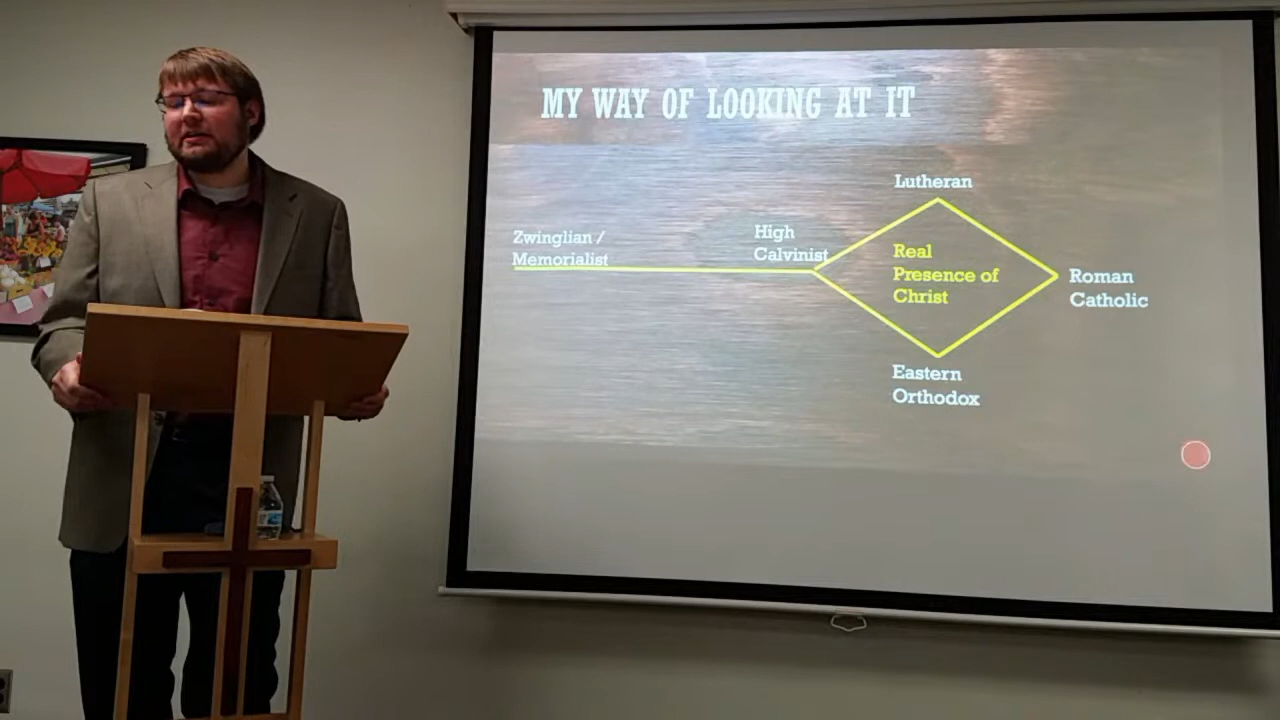 MY WAY OF LOOKING AT IT
Lutheran
Zwinglian /
Memorialist
High
Calvinist
Real
Presence of
Christ
Roman
Catholic
Eastern
Orthodox